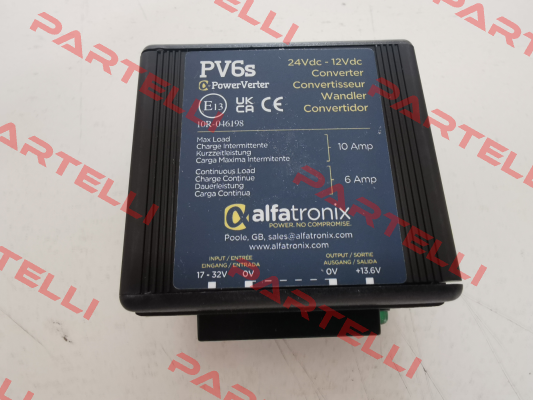 PARTELLI
PARTELLI
PARTELLI
PARTELLI
PARTELLI
PV6s
PowerVerter
E13
UK
CA
CE
10R-046198
24Vdc - 12Vdc
Converter
Convertisseur
Wandler
Convertidor
Max Load
Charge Intermittente
Kurzzeitleistung
Carga Maxima Intermitente
10 Amp
Continuous Load
Charge Continue
Dauerleistung
Carga Continua
6 Amp
alfatronix
POWER. NO COMPROMISE.
Poole, GB, sales@alfatronix.com
www.alfatronix.com
INPUT / ENTRÉE
EINGANG / ENTRADA
17 - 32V 0V
OUTPUT / SORTIE
AUSGANG / SALIDA
0V +13.6V